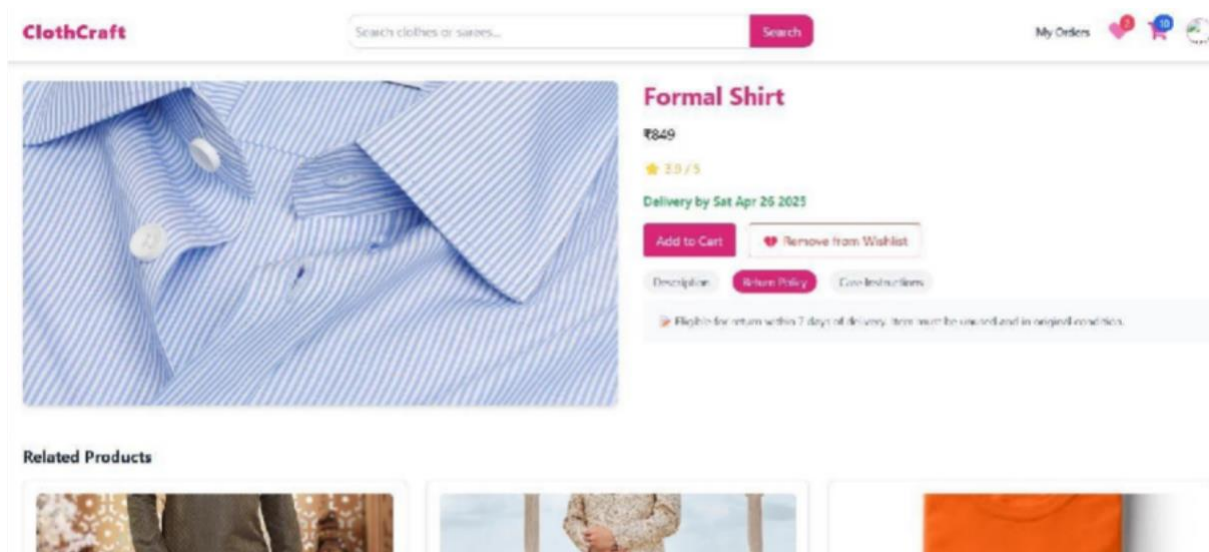 ClothCraft
Search clothes or sarees...
Search
My Orders
10
Formal Shirt
₹849
3.9 / 5
Delivery by Sat Apr 26 2025
Add to Cart
Remove from Wishlist
Description
Return Policy
Care Instructions
Eligible for return within 7 days of delivery. Item must be unused and in original condition.
Related Products